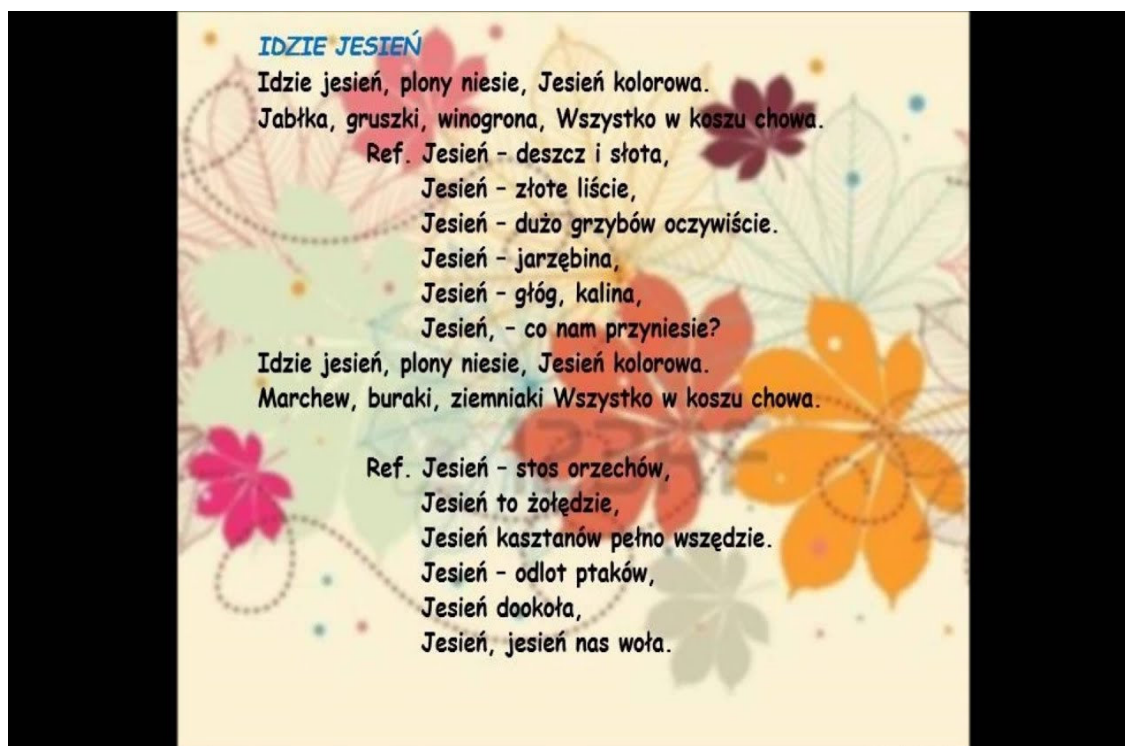 IDZIE JESIEŃ
Idzie jesień, plony niesie, Jesień kolorowa.
Jabłka, gruszki, winogrona, Wszystko w koszu chowa.
Ref. Jesień – deszcz i słota,
Jesień – złote liście,
Jesień – dużo grzybów oczywiście.
Jesień – jarzębina,
Jesień – głóg, kalina,
Jesień, – co nam przyniesie?
Idzie jesień, plony niesie, Jesień kolorowa.
Marchew, buraki, ziemniaki Wszystko w koszu chowa.
Ref. Jesień – stos orzechów,
Jesień to żołędzie,
Jesień kasztanów pełno wszędzie.
Jesień – odlot ptaków,
Jesień dookoła,
Jesień, jesień nas woła.